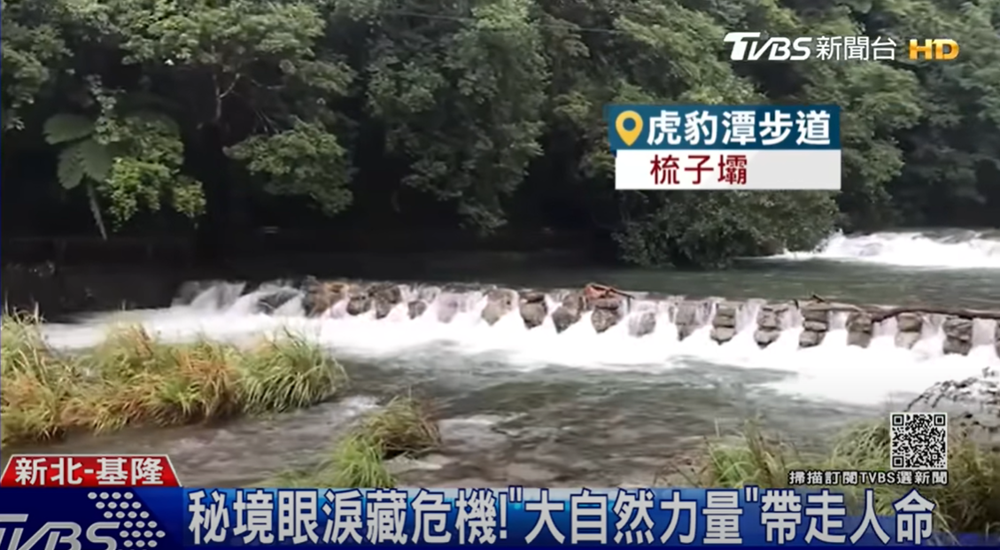 TVBS新聞台 HD
虎豹潭步道
梳子壩
掃描訂閱TVBS選新聞
新北-基隆
秘境眼淚藏危機!"大自然力量"帶走人命
TVBS